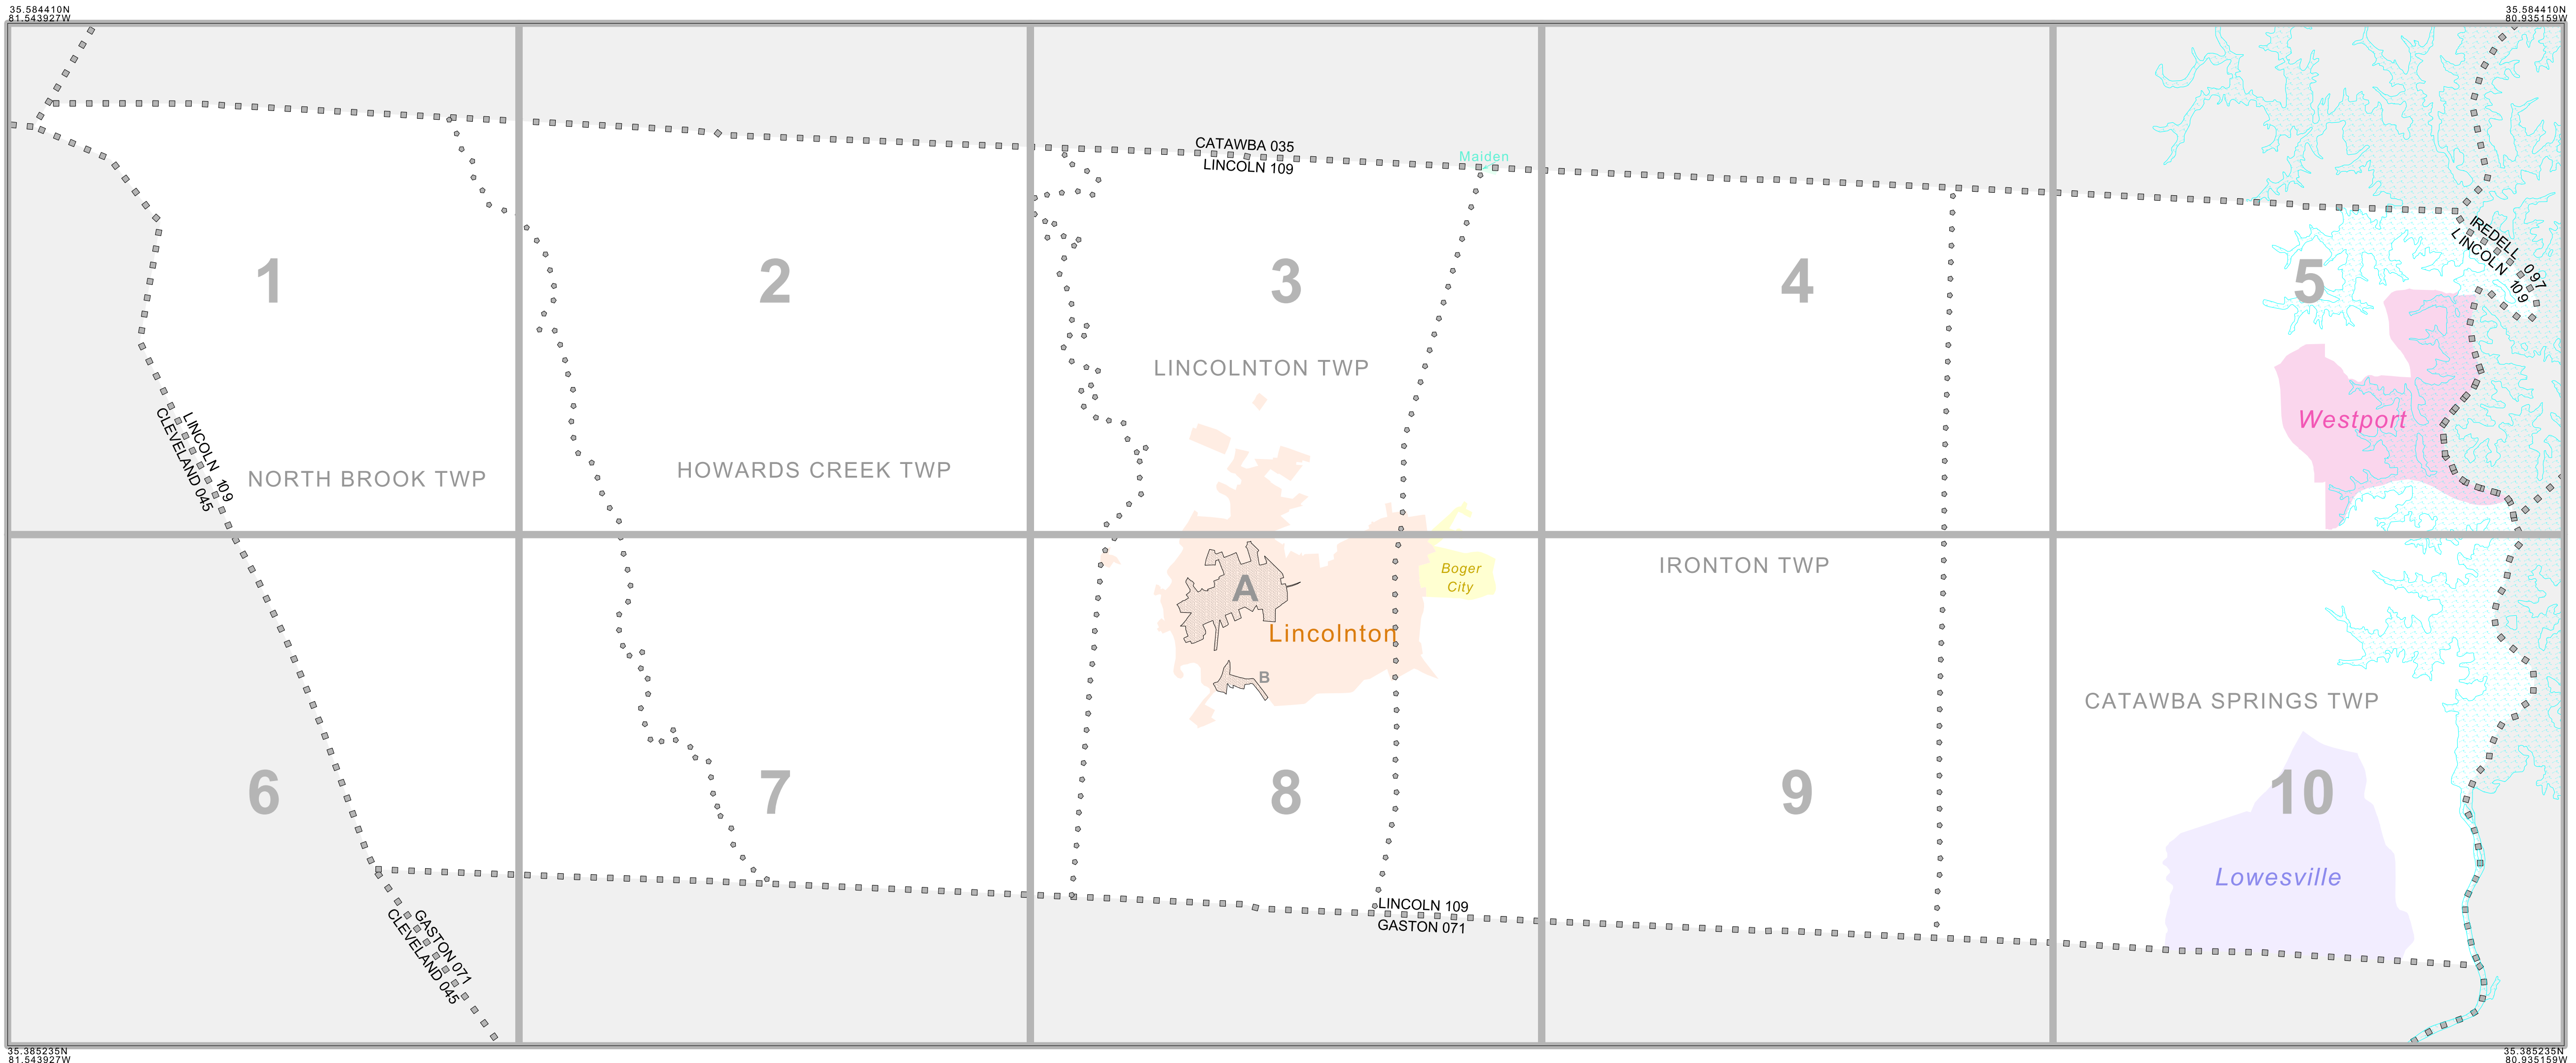 35.584410N
81.543927W
35.584410N
80.935159W
CATAWBA 035
LINCOLN 109
Maiden
IREDELL 097
LINCOLN 109
1
2
3
4
5
LINCOLNTON TWP
Westport
LINCOLN 109
CLEVELAND 045
NORTH BROOK TWP
HOWARDS CREEK TWP
IRONTON TWP
Boger
City
A
Lincolnton
B
CATAWBA SPRINGS TWP
6
7
8
9
10
Lowesville
LINCOLN 109
GASTON 071
GASTON 071
CLEVELAND 045
35.385235N
81.543927W
35.385235N
80.935159W